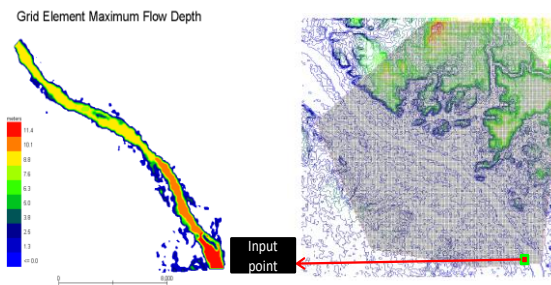 Grid Element Maximum Flow Depth
meters
11.4
10.1
8.8
7.6
6.3
5.0
3.8
2.5
1.3
<= 0.0
Input
point
0